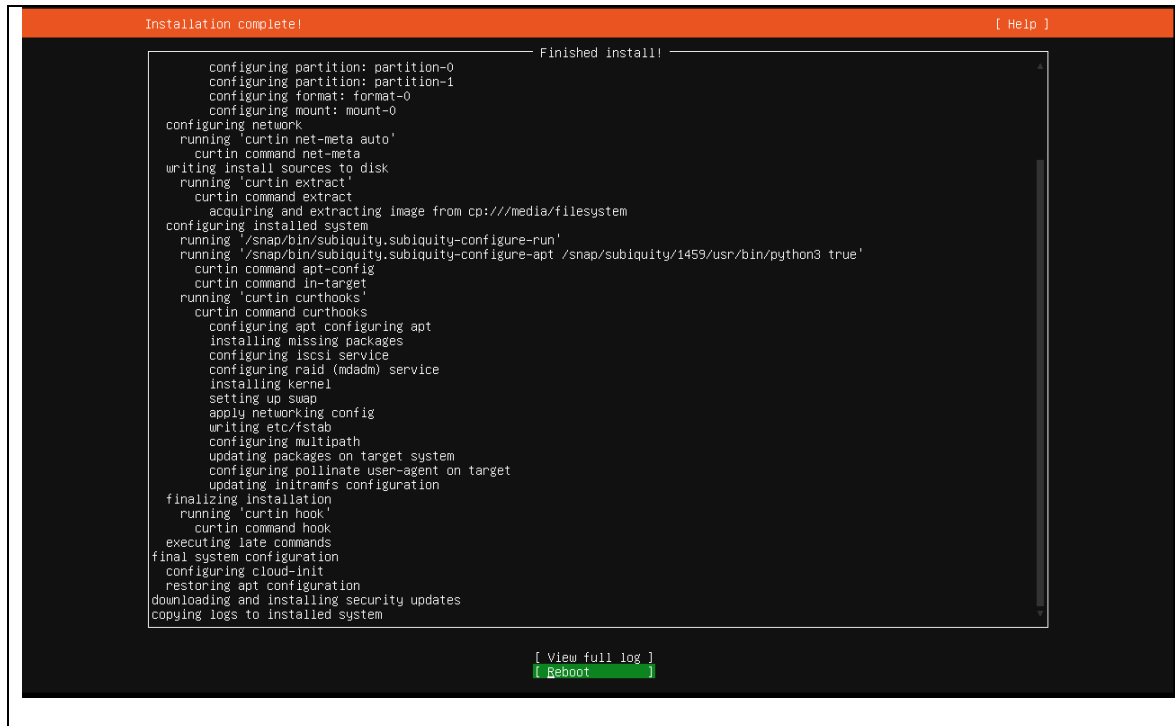 Installation complete! [ Help ]
Finished install!
configuring partition: partition-0
configuring partition: partition-1
configuring format: format-0
configuring mount: mount-0
configuring network
running 'curtin net-meta auto'
curtin command net-meta
writing install sources to disk
running 'curtin extract'
curtin command extract
acquiring and extracting image from cp:///media/filesystem
configuring installed system
running '/snap/bin/subiquity.subiquity-configure-run'
running '/snap/bin/subiquity.subiquity-configure-apt /snap/subiquity/1459/usr/bin/python3 true'
curtin command apt-config
curtin command in-target
running 'curtin curthooks'
curtin command curthooks
configuring apt configuring apt
installing missing packages
configuring iscsi service
configuring raid (mdadm) service
installing kernel
setting up swap
apply networking config
writing etc/fstab
configuring multipath
updating packages on target system
configuring pollinate user-agent on target
updating initramfs configuration
finalizing installation
running 'curtin hook'
curtin command hook
executing late commands
final system configuration
configuring cloud-init
restoring apt configuration
downloading and installing security updates
copying logs to installed system
[ View full log ]
[ Reboot ]